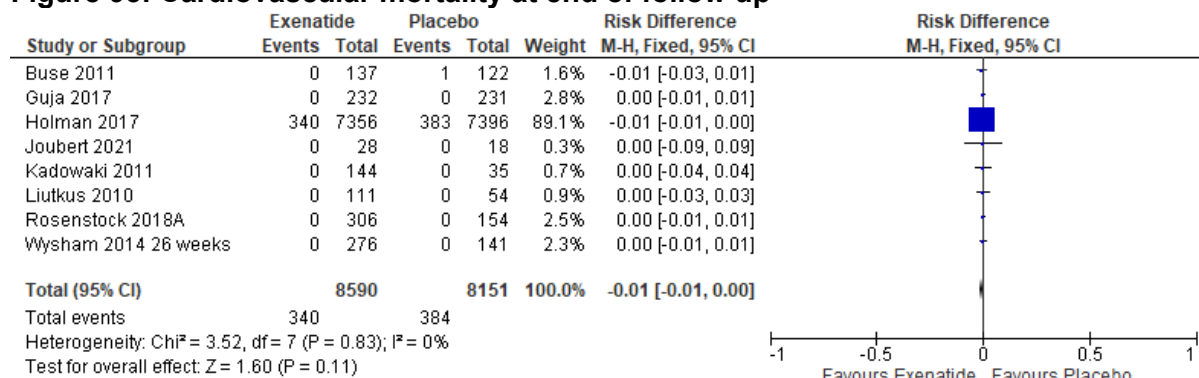 Exenatide Placebo Risk Difference Risk Difference
Study or Subgroup Events Total Events Total Weight M-H, Fixed, 95% CI M-H, Fixed, 95% CI
Buse 2011 0 137 1 122 1.6% -0.01 [-0.03, 0.01]
Guja 2017 0 232 0 231 2.8% 0.00 [-0.01, 0.01]
Holman 2017 340 7356 383 7396 89.1% -0.01 [-0.01, 0.00]
Joubert 2021 0 28 0 18 0.3% 0.00 [-0.09, 0.09]
Kadowaki 2011 0 144 0 35 0.7% 0.00 [-0.04, 0.04]
Liutkus 2010 0 111 0 54 0.9% 0.00 [-0.03, 0.03]
Rosenstock 2018A 0 306 0 154 2.5% 0.00 [-0.01, 0.01]
Wysham 2014 26 weeks 0 276 0 141 2.3% 0.00 [-0.01, 0.01]
Total (95% CI) 8590 8151 100.0% -0.01 [-0.01, 0.00]
Total events 340 384
Heterogeneity: Chi² = 3.52, df = 7 (P = 0.83); I² = 0%
Test for overall effect: Z = 1.60 (P = 0.11)
-1 -0.5 0 0.5 1
Favours Exenatide Favours Placebo